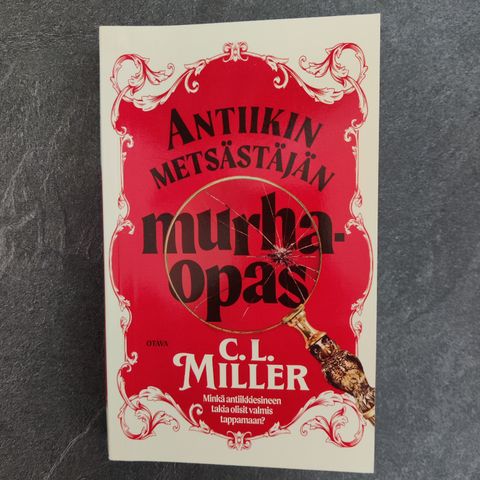 ANTIIKIN
METSÄSTÄJÄN
murha-
opas
OTAVA
C. L.
MILLER
Minkä antiikkiesineen
takia olisit valmis
tappamaan?